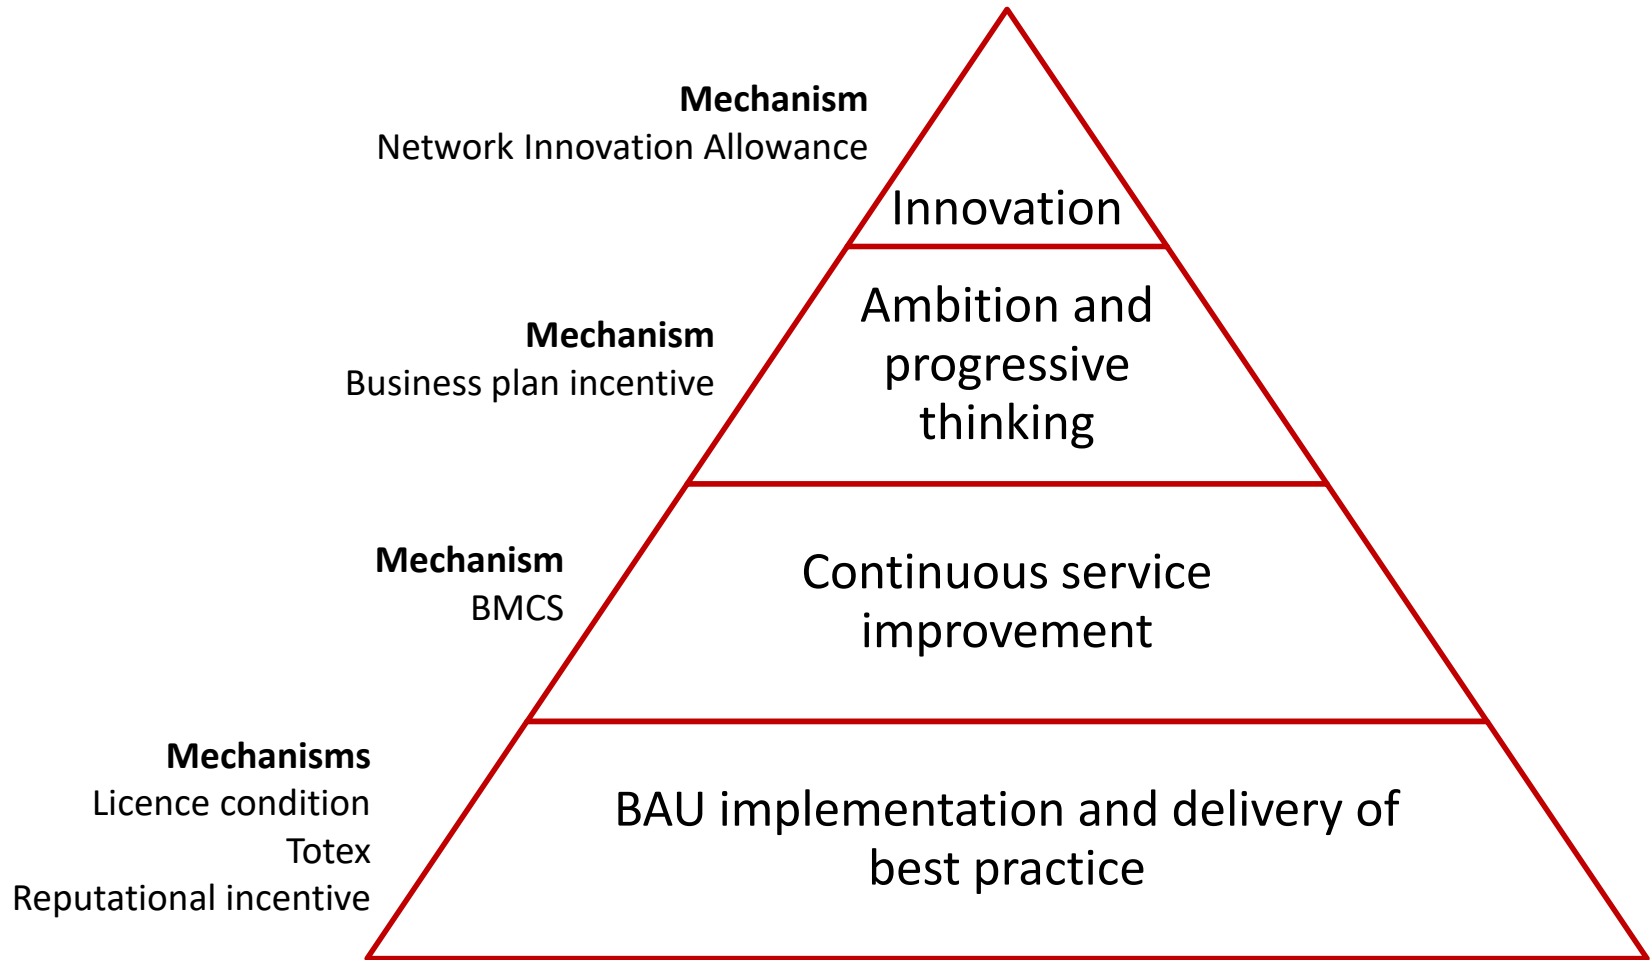 Mechanism
Network Innovation Allowance
Innovation
Mechanism
Business plan incentive
Ambition and
progressive
thinking
Mechanism
BMCS
Continuous service
improvement
Mechanisms
Licence condition
Totex
Reputational incentive
BAU implementation and delivery of
best practice